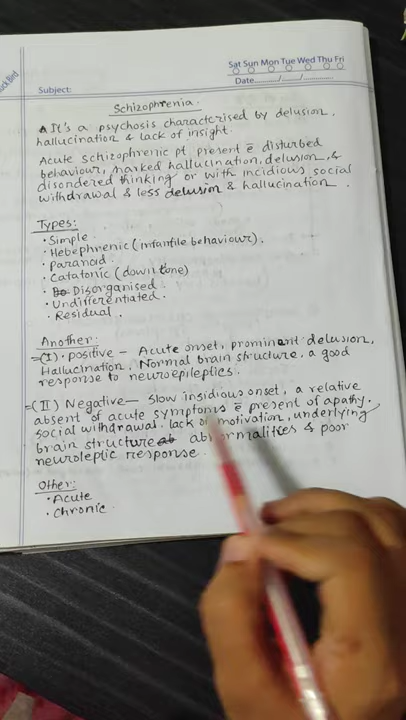 Sat Sun Mon Tue Wed Thu Fri
Subject:
Date....../....../..............
Schizophrenia.
It's a psychosis characterised by delusion,
hallucination & lack of insight.
Acute schizophrenic pt present ē disturbed
behaviour, marked hallucination, delusion, &
disondered thinking or with incidious social
withdrawal & less delusion & hallucination.
Types:
• Simple.
• Hebephrenic (infantile behaviour).
• Paranoid.
• Catatonic (down tone)
• Disorganised.
• Undifferentiated.
• Residual.
Another:
(I) • positive – Acute onset, prominent delusion,
Hallucination. Normal brain structure. a good
response to neuroepileptics.
(II) Negative – slow insidious onset, a relative
absent of acute symptoms ē present of apathy.
social withdrawal. lack of motivation, underlying
brain structure abnormalities & poor
neuroleptic response.
Other:
• Acute
• Chronic.